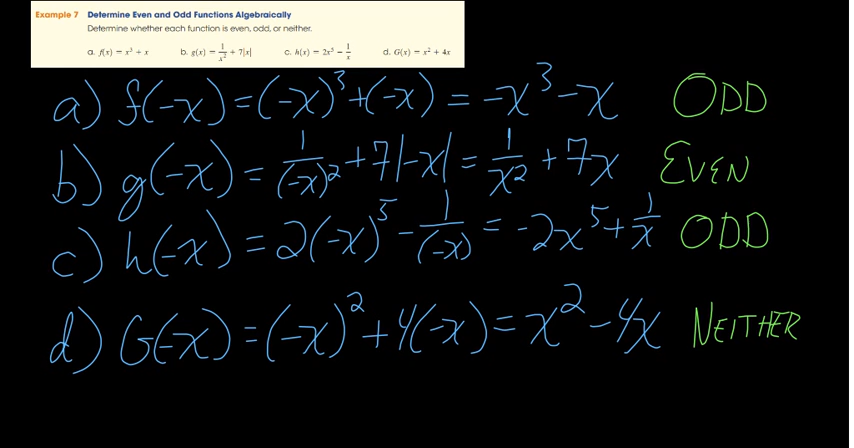 Example 7 Determine Even and Odd Functions Algebraically
Determine whether each function is even, odd, or neither.
a. f(x) = x³ + x b. g(x) = 1/x² + 7|x| c. h(x) = 2x⁵ − 1/x d. G(x) = x² + 4x
a) f(-x) = (-x)³ + (-x) = -x³ - x ODD
b) g(-x) = 1/(-x)² + 7|-x| = 1/x² + 7x EVEN
c) h(-x) = 2(-x)⁵ - 1/(-x) = -2x⁵ + 1/x ODD
d) G(-x) = (-x)² + 4(-x) = x² - 4x NEITHER